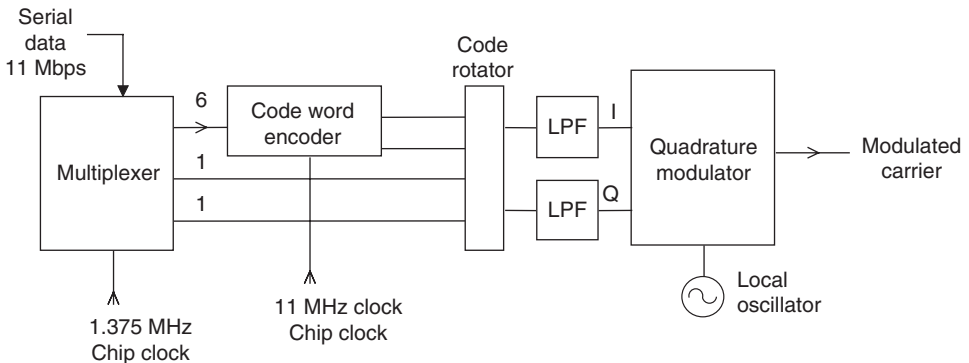 Serial
data
11 Mbps
Multiplexer
6
1
1
Code word
encoder
Code
rotator
LPF
I
LPF
Q
Quadrature
modulator
Modulated
carrier
Local
oscillator
11 MHz clock
Chip clock
1.375 MHz
Chip clock